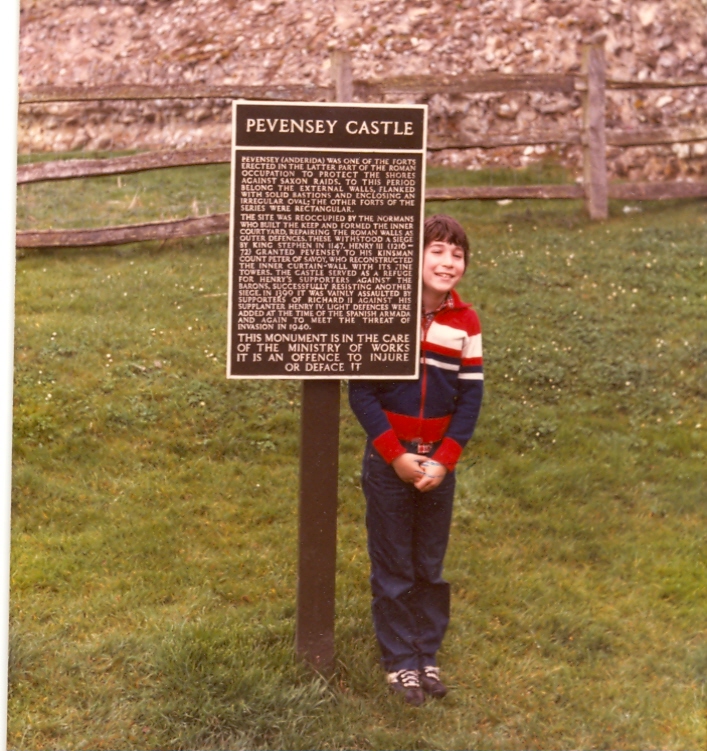 PEVENSEY CASTLE
PEVENSEY (ANDERIDA) WAS ONE OF THE FORTS
ERECTED IN THE LATTER PART OF THE ROMAN
OCCUPATION TO PROTECT THE SHORES
AGAINST SAXON RAIDS. TO THIS PERIOD
BELONG THE EXTERNAL WALLS, FLANKED
WITH SOLID BASTIONS AND ENCLOSING AN
IRREGULAR OVAL; THE OTHER FORTS OF THE
SERIES WERE RECTANGULAR.
THE SITE WAS REOCCUPIED BY THE NORMANS
WHO BUILT THE KEEP AND FORMED THE INNER
COURTYARD, REPAIRING THE ROMAN WALLS AS
OUTER DEFENCES. THESE WITHSTOOD A SIEGE
BY KING STEPHEN IN 1147. HENRY III (1216-
72) GRANTED PEVENSEY TO HIS KINSMAN
COUNT PETER OF SAVOY, WHO RECONSTRUCTED
THE INNER CURTAIN-WALL WITH ITS FINE
TOWERS. THE CASTLE SERVED AS A REFUGE
FOR HENRY'S SUPPORTERS AGAINST THE
BARONS, SUCCESSFULLY RESISTING ANOTHER
SIEGE. IN 1399 IT WAS VAINLY ASSAULTED BY
SUPPORTERS OF RICHARD II AGAINST HIS
SUPPLANTER HENRY IV. LIGHT DEFENCES WERE
ADDED AT THE TIME OF THE SPANISH ARMADA
AND AGAIN TO MEET THE THREAT OF
INVASION IN 1940.
THIS MONUMENT IS IN THE CARE
OF THE MINISTRY OF WORKS
IT IS AN OFFENCE TO INJURE
OR DEFACE IT